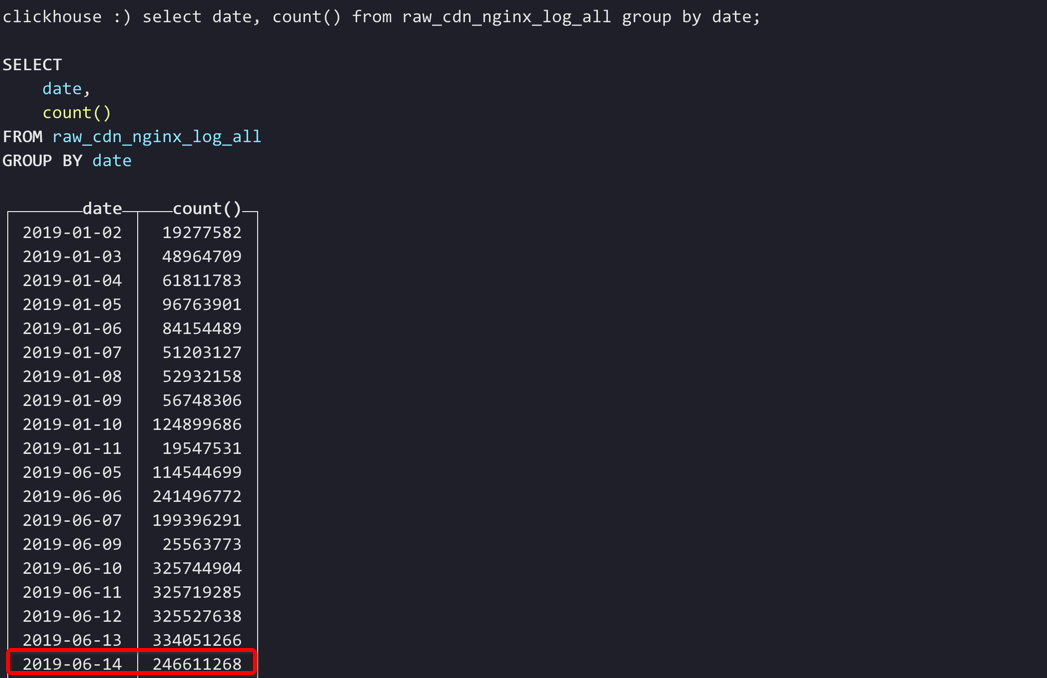 clickhouse :) select date, count() from raw_cdn_nginx_log_all group by date;
SELECT
date,
count()
FROM raw_cdn_nginx_log_all
GROUP BY date
date count()
2019-01-02 19277582
2019-01-03 48964709
2019-01-04 61811783
2019-01-05 96763901
2019-01-06 84154489
2019-01-07 51203127
2019-01-08 52932158
2019-01-09 56748306
2019-01-10 124899686
2019-01-11 19547531
2019-06-05 114544699
2019-06-06 241496772
2019-06-07 199396291
2019-06-09 25563773
2019-06-10 325744904
2019-06-11 325719285
2019-06-12 325527638
2019-06-13 334051266
2019-06-14 246611268